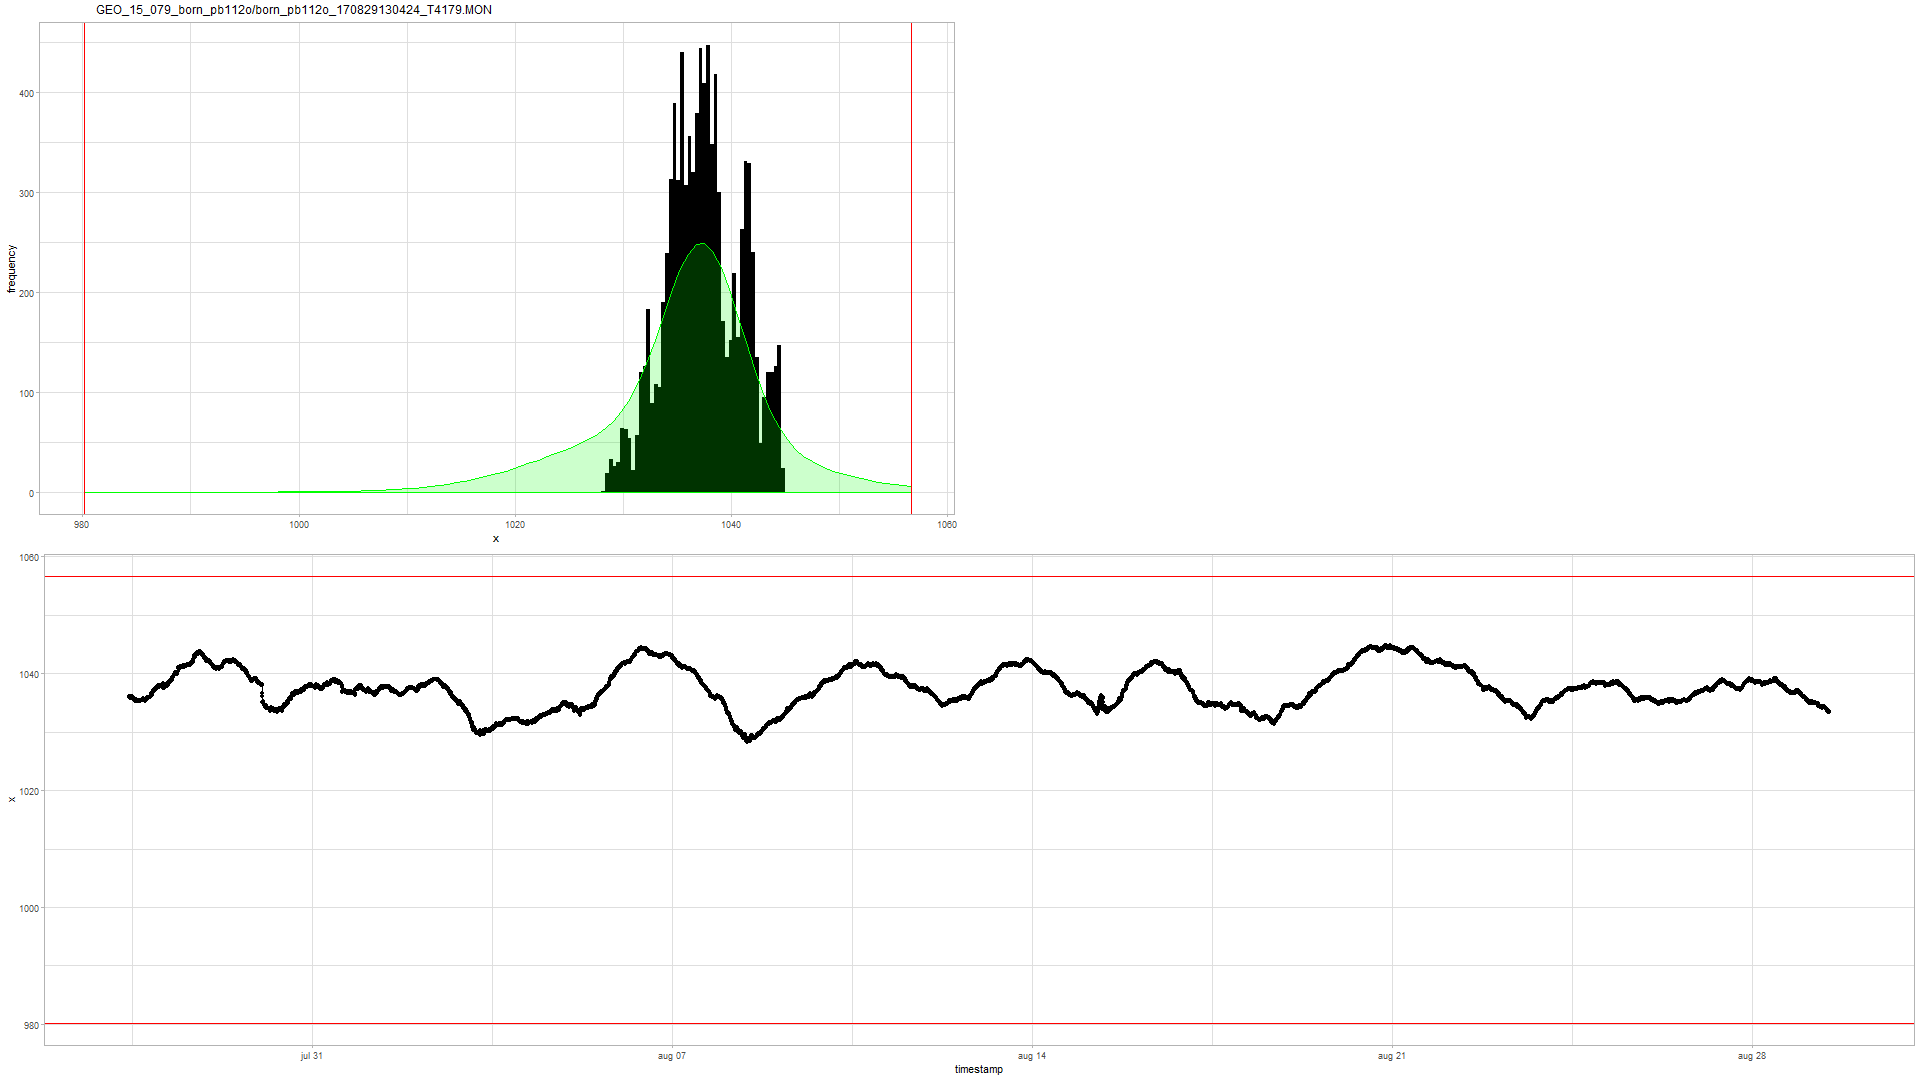 GEO_15_079_born_pb112o/born_pb112o_170829130424_T4179.MON
400
300
200
100
0
frequency
980 1000 1020 1040 1060
x
1060
1040
1020
1000
980
x
jul 31 aug 07 aug 14 aug 21 aug 28
timestamp